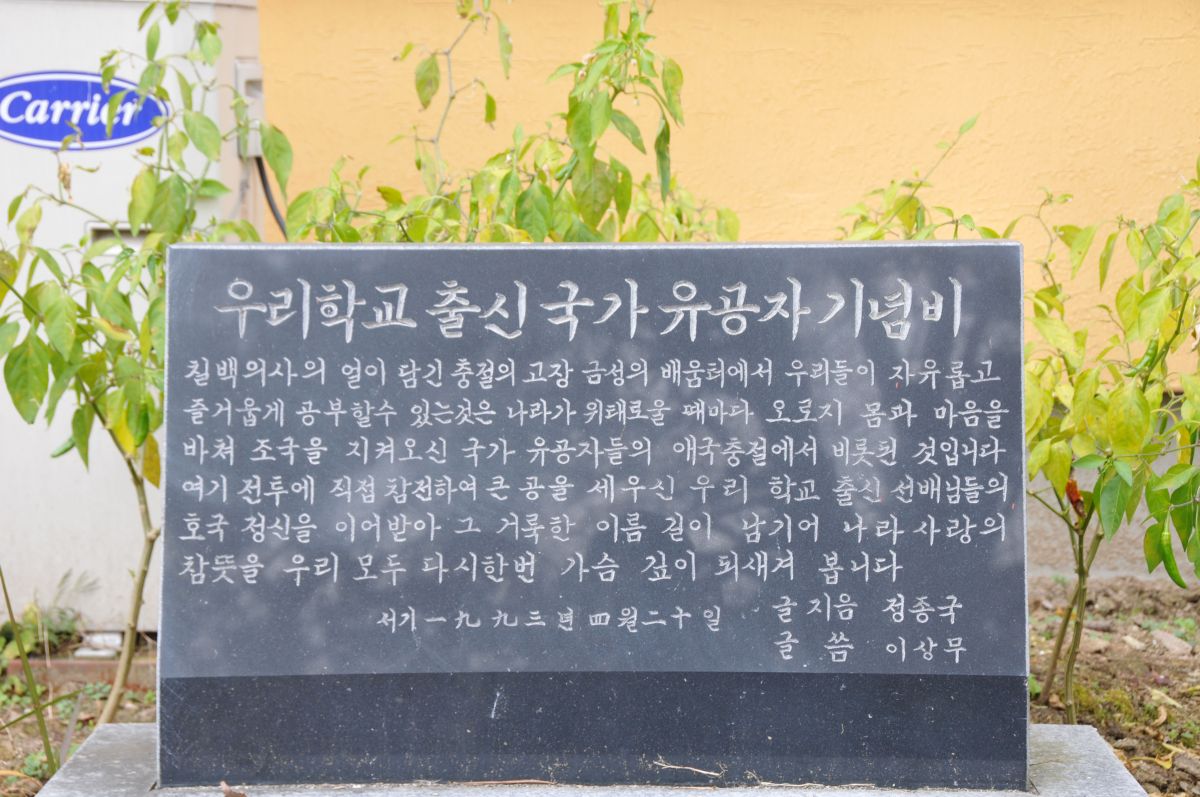 Carrier
우리학교 출신 국가 유공자 기념비
칠백의사의 얼이 담긴 충절의 고장 금성의 배움터에서 우리들이 자유롭고
즐거웁게 공부할수 있는것은 나라가 위태로울 때마다 오로지 몸과 마음을
바쳐 조국을 지켜오신 국가 유공자들의 애국충절에서 비롯된 것입니다
여기 전투에 직접 참전하여 큰 공을 세우신 우리 학교 출신 선배님들의
호국 정신을 이어받아 그 거룩한 이름 길이 남기어 나라 사랑의
참뜻을 우리 모두 다시한번 가슴 깊이 되새겨 봅니다
서기 一九九三年 四월二十일
글 지음 정종국
글 씀 이상무